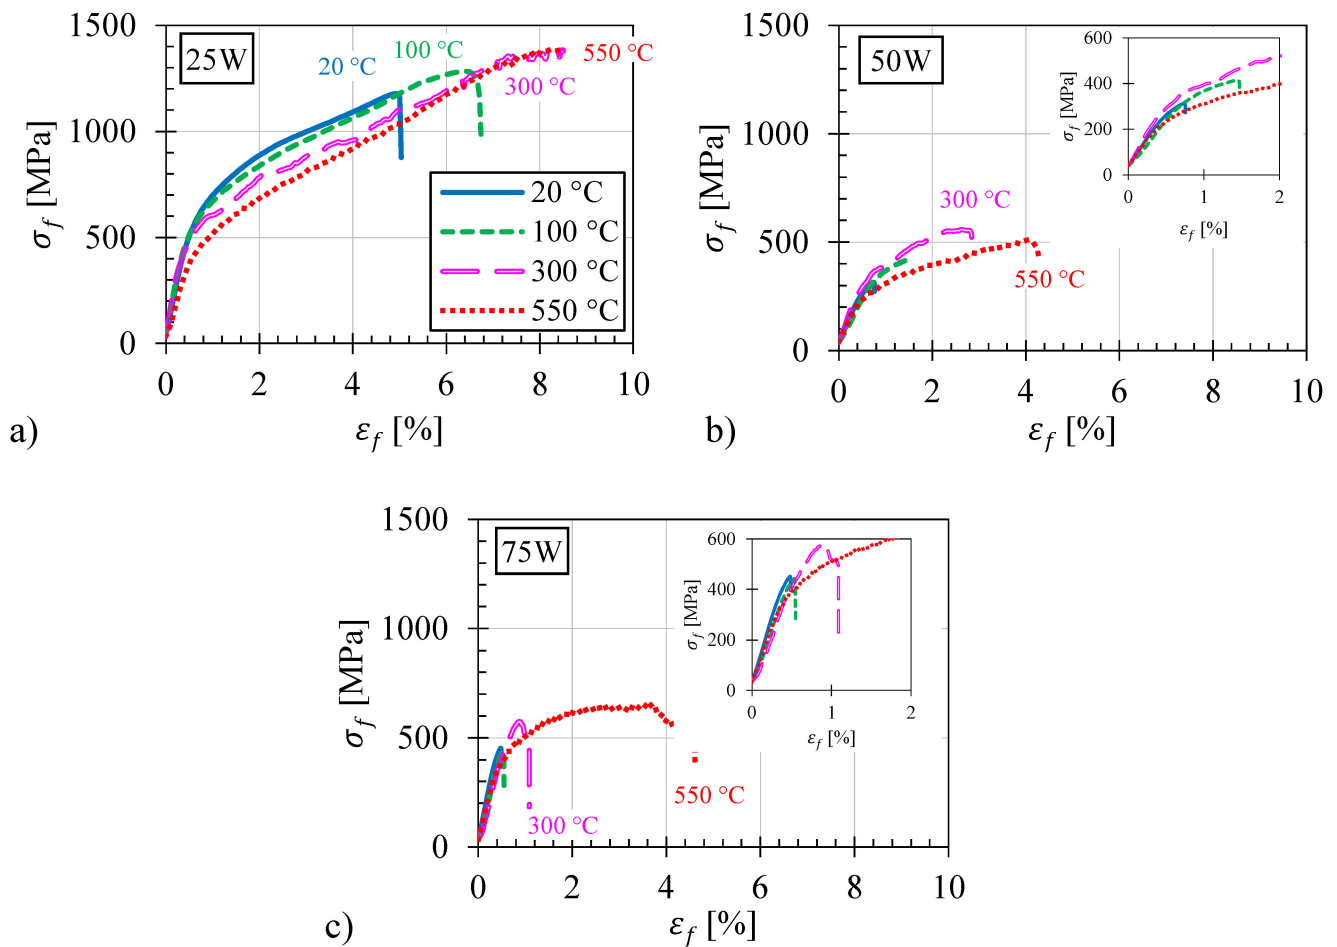 1500
1000
500
0
σf [MPa]
25W
20 °C
100 °C
300 °C
550 °C
20 °C
100 °C
300 °C
550 °C
0 2 4 6 8 10
εf [%]
a)
1500
1000
500
0
σf [MPa]
50W
300 °C
550 °C
600
400
200
0
σf [MPa]
0 1 2
εf [%]
0 2 4 6 8 10
εf [%]
b)
1500
1000
500
0
σf [MPa]
75W
300 °C
550 °C
600
400
200
0
σf [MPa]
0 1 2
εf [%]
0 2 4 6 8 10
εf [%]
c)